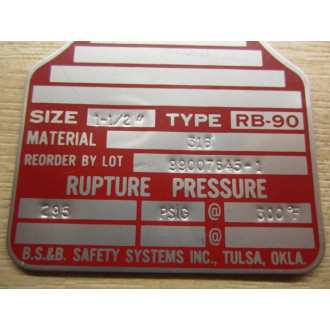 SIZE 1-1/2" TYPE RB-90
MATERIAL 316
REORDER BY LOT 99007645-1
RUPTURE PRESSURE
295 PSIG @ 300°F
@
B.S.&B. SAFETY SYSTEMS INC., TULSA, OKLA.